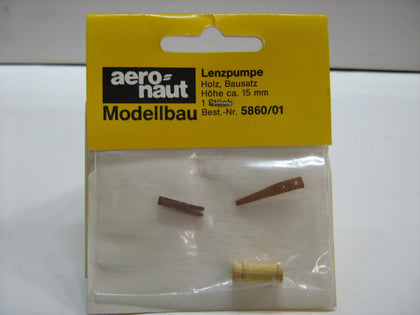 aero-
naut
Modellbau
Lenzpumpe
Holz, Bausatz
Höhe ca. 15 mm
1 Stück
Best.-Nr. 5860/01